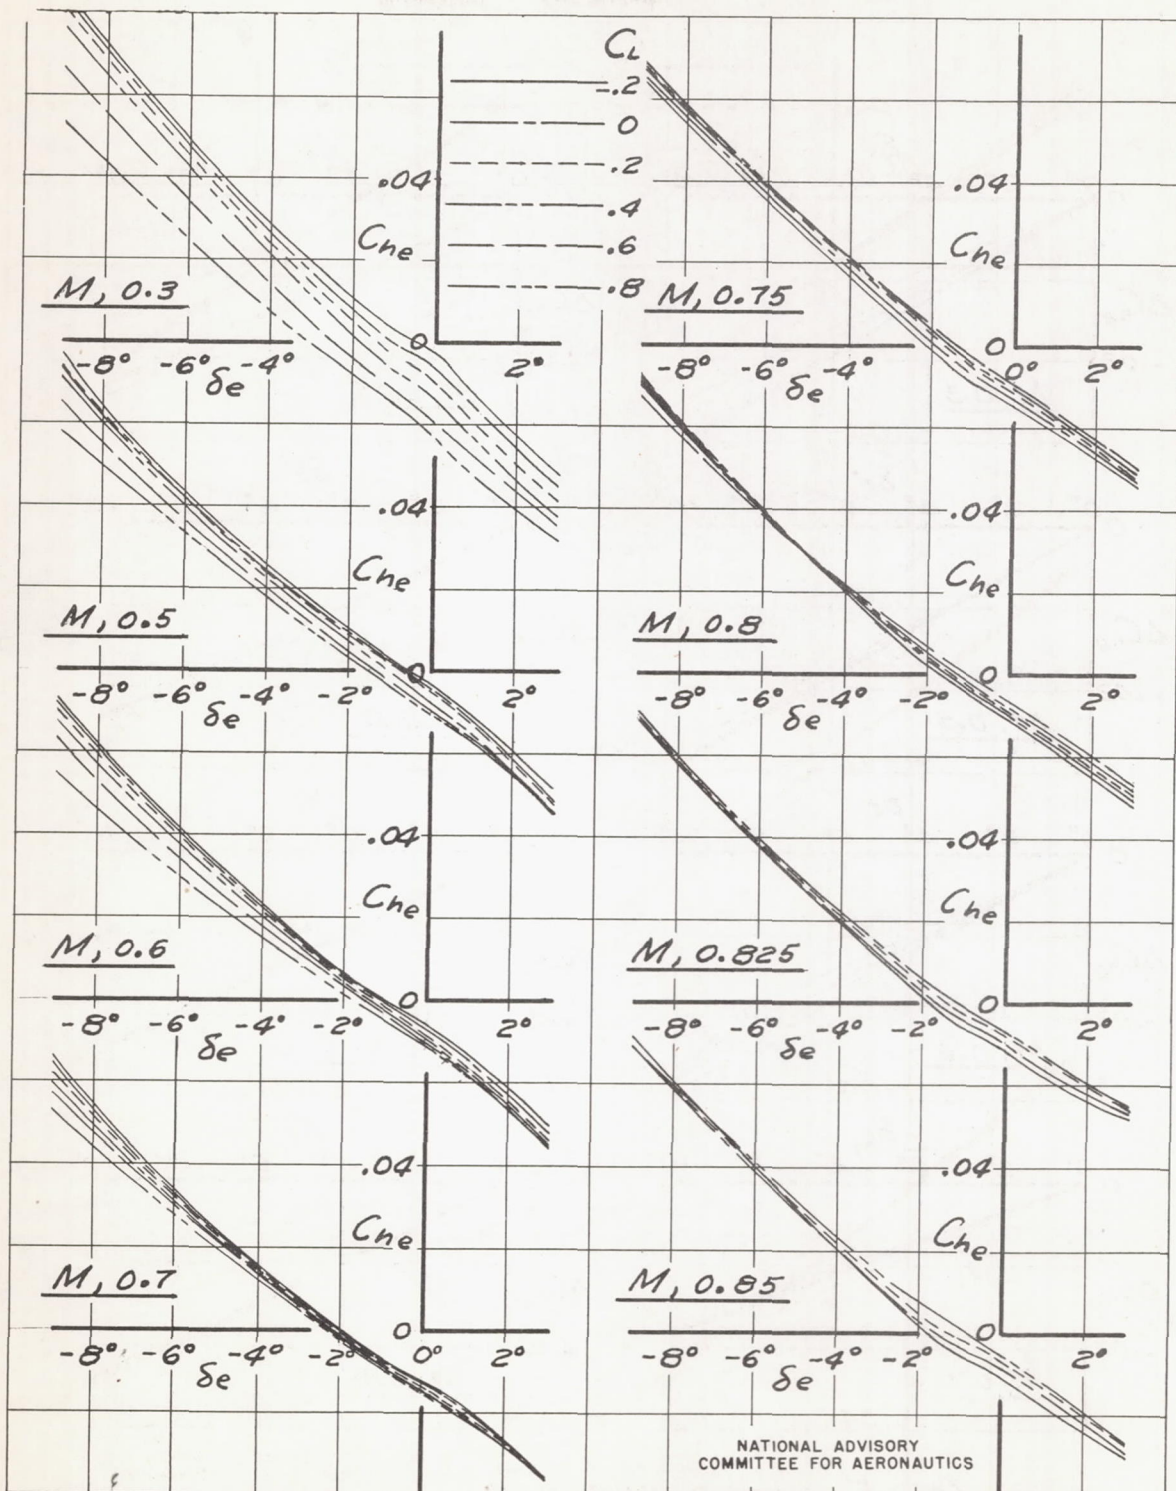 C_L
-.2
0
.2
.4
.6
.8
.04
C_he
M, 0.3
0
-8° -6° -4° 2°
δe
.04
C_he
M, 0.75
0
-8° -6° -4° 0° 2°
δe
.04
C_he
M, 0.5
0
-8° -6° -4° -2° 2°
δe
.04
C_he
M, 0.8
0
-8° -6° -4° -2° 2°
δe
.04
C_he
M, 0.6
0
-8° -6° -4° -2° 2°
δe
.04
C_he
M, 0.825
0
-8° -6° -4° -2° 2°
δe
.04
C_he
M, 0.7
0
-8° -6° -4° -2° 0° 2°
δe
.04
C_he
M, 0.85
0
-8° -6° -4° -2° 2°
δe
NATIONAL ADVISORY
COMMITTEE FOR AERONAUTICS